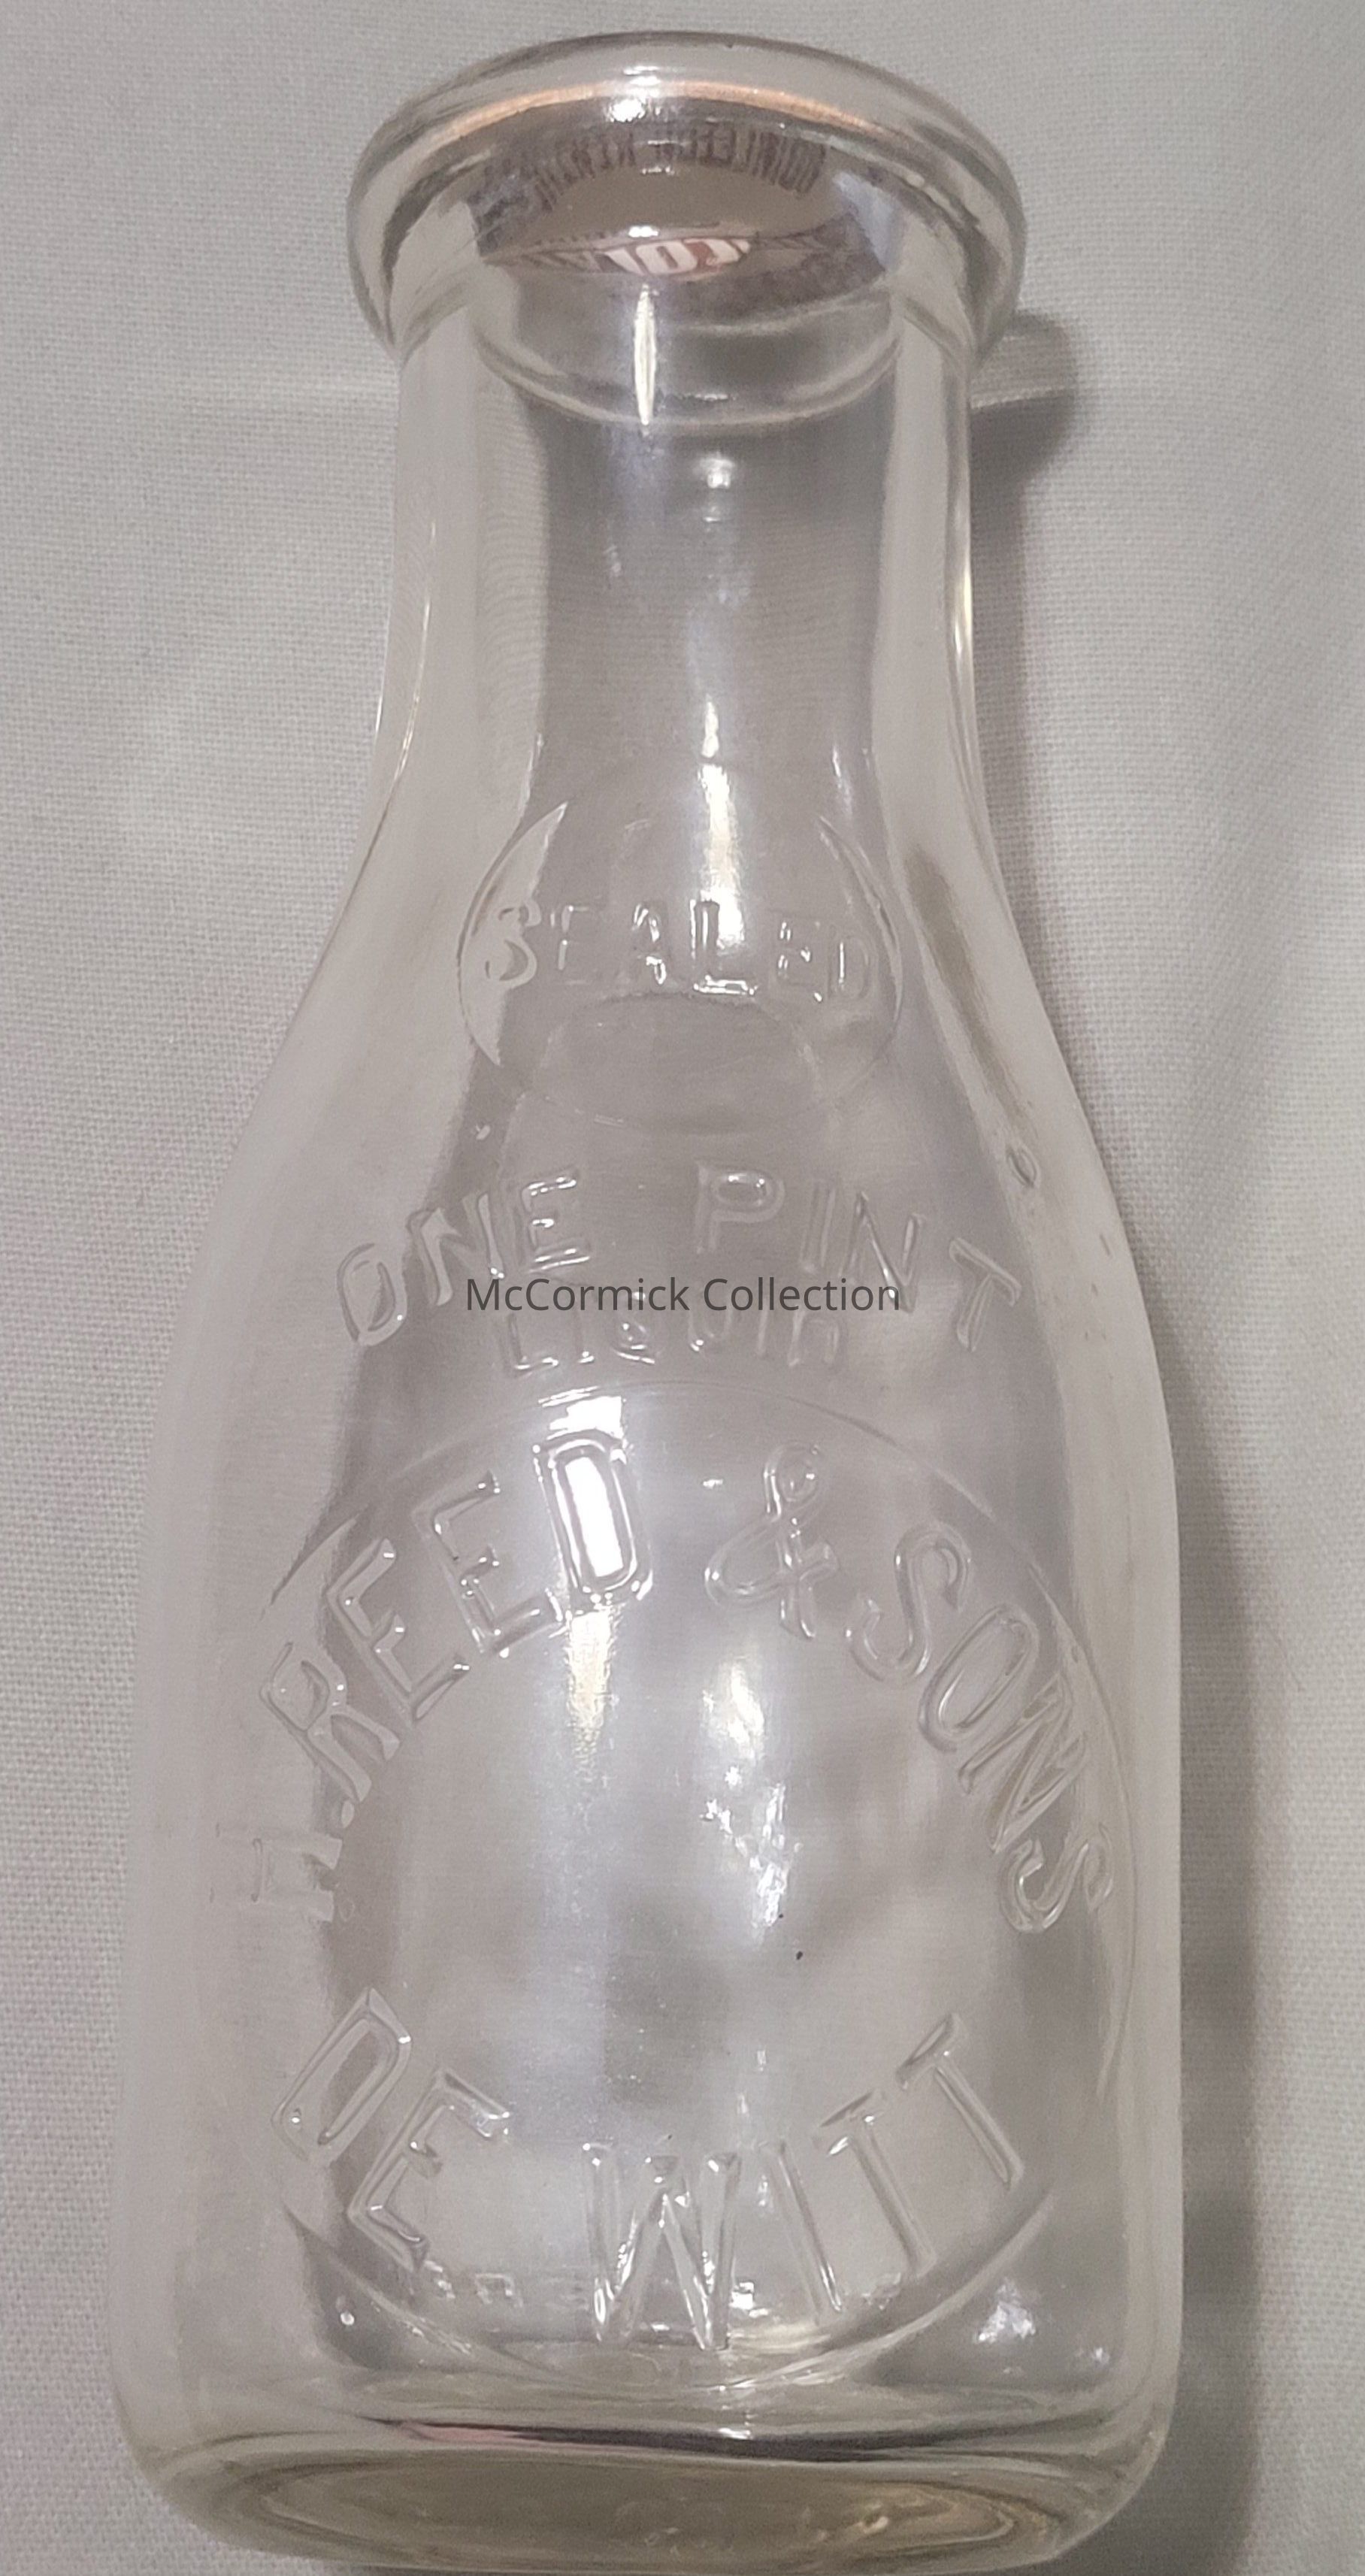 SEALED
ONE PINT
LIQUID
McCormick Collection
H. REED & SONS
DE WITT